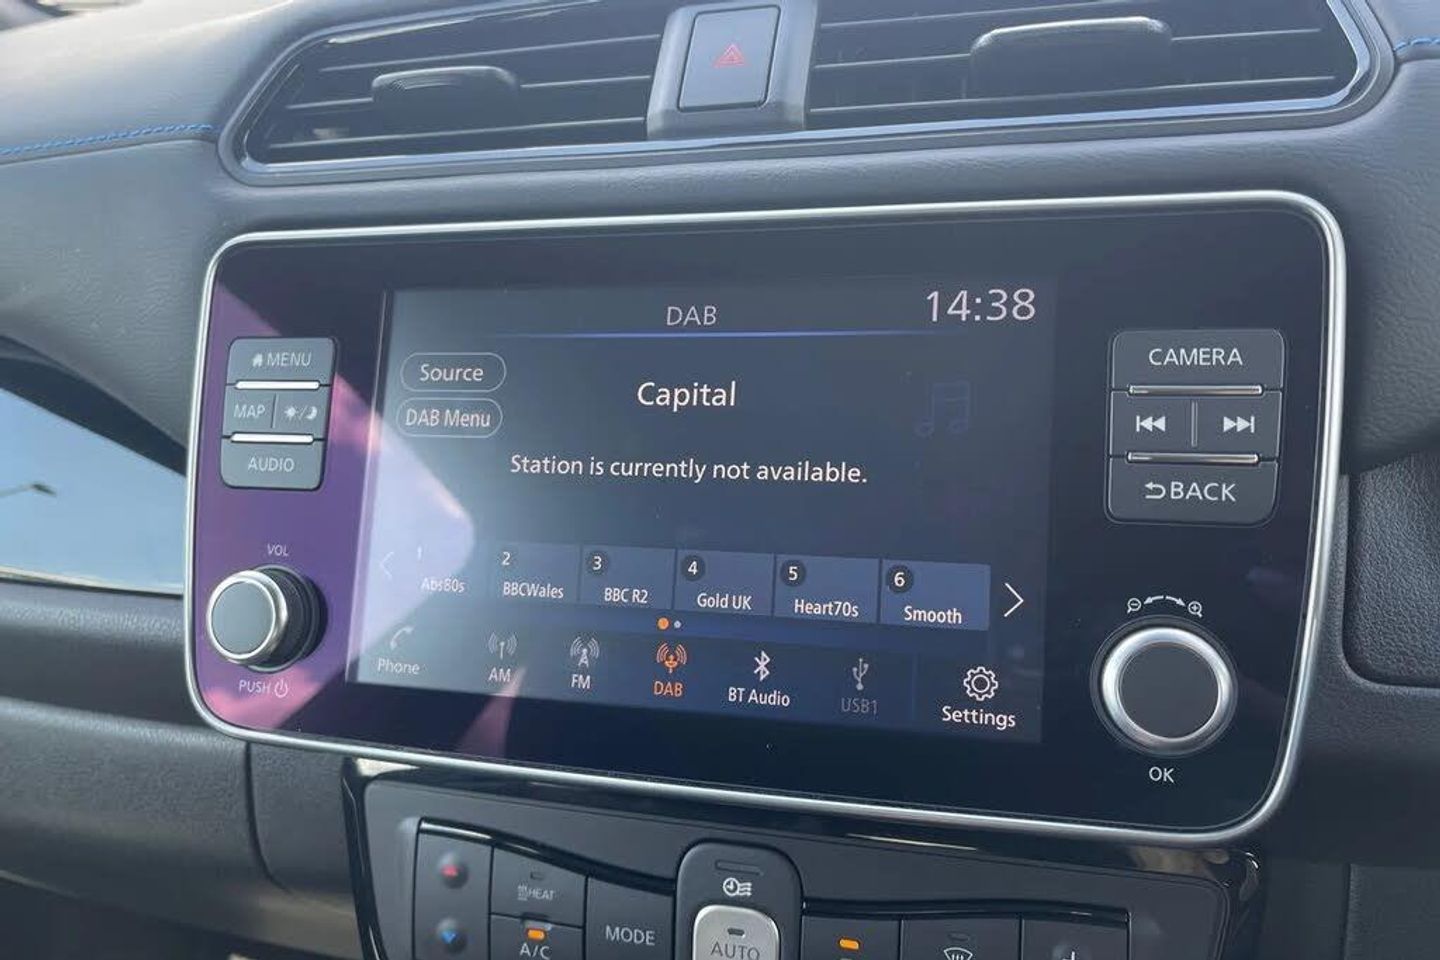 DAB
14:38
MENU
MAP
AUDIO
VOL
PUSH
Source
DAB Menu
Capital
Station is currently not available.
1 Abs80s
2 BBCWales
3 BBC R2
4 Gold UK
5 Heart70s
6 Smooth
Phone
AM
FM
DAB
BT Audio
USB1
Settings
CAMERA
BACK
OK
HEAT
A/C
MODE
AUTO